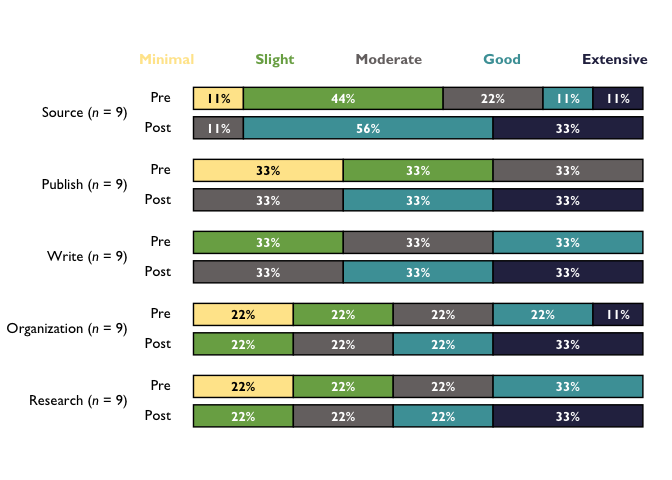 Minimal Slight Moderate Good Extensive
Source (n = 9)
Pre 11% 44% 22% 11% 11%
Post 11% 56% 33%
Publish (n = 9)
Pre 33% 33% 33%
Post 33% 33% 33%
Write (n = 9)
Pre 33% 33% 33%
Post 33% 33% 33%
Organization (n = 9)
Pre 22% 22% 22% 22% 11%
Post 22% 22% 22% 33%
Research (n = 9)
Pre 22% 22% 22% 33%
Post 22% 22% 22% 33%